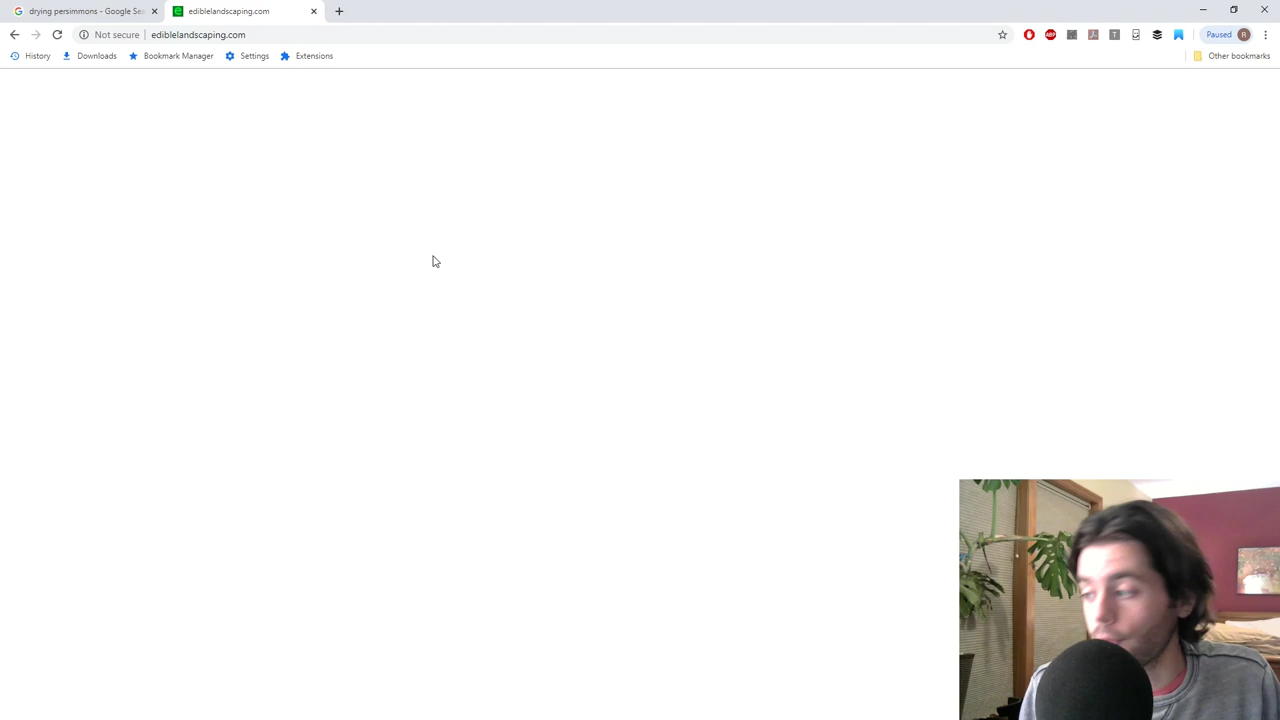 drying persimmons - Google Sea
ediblelandscaping.com
Not secure
ediblelandscaping.com
ABP
T
Paused
R
History
Downloads
Bookmark Manager
Settings
Extensions
Other bookmarks